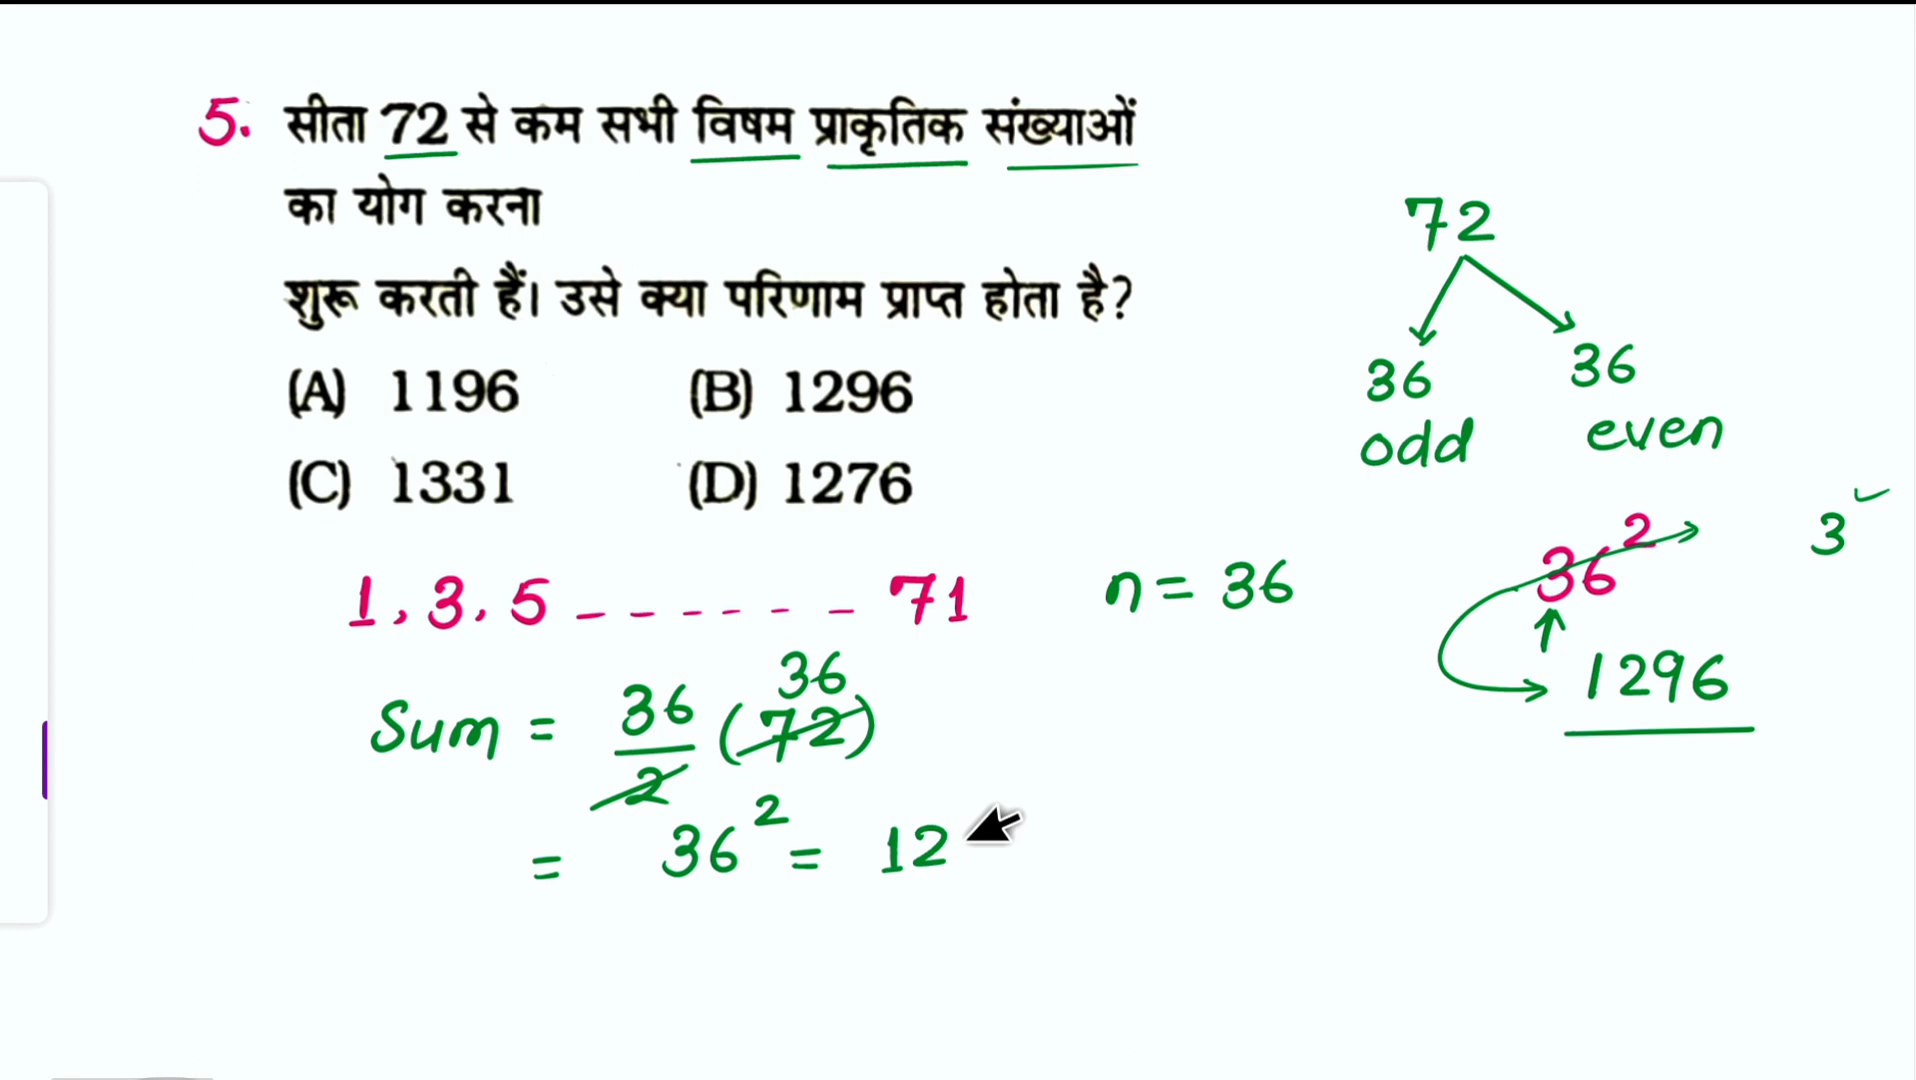 5. सीता 72 से कम सभी विषम प्राकृतिक संख्याओं
का योग करना
शुरू करती हैं। उसे क्या परिणाम प्राप्त होता है?
(A) 1196 (B) 1296
(C) 1331 (D) 1276
1, 3, 5 ------ 71 n = 36
Sum = 36/2 (72) 36
= 36² = 12
72
36 36
odd even
36² 3
1296